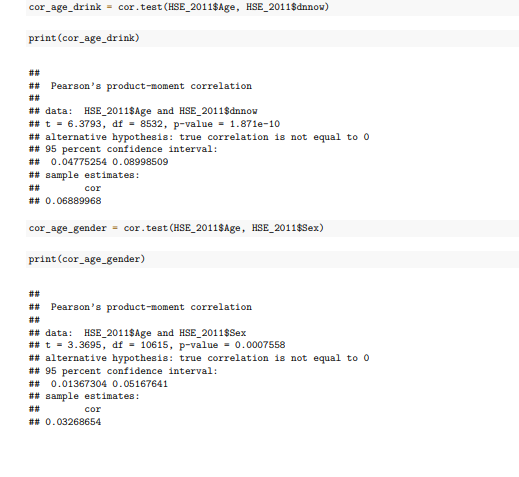 cor_age_drink = cor.test(HSE_2011$Age, HSE_2011$dnnow)
print(cor_age_drink)
##
## Pearson's product-moment correlation
##
## data: HSE_2011$Age and HSE_2011$dnnow
## t = 6.3793, df = 8532, p-value = 1.871e-10
## alternative hypothesis: true correlation is not equal to 0
## 95 percent confidence interval:
## 0.04775254 0.08998509
## sample estimates:
## cor
## 0.06889968
cor_age_gender = cor.test(HSE_2011$Age, HSE_2011$Sex)
print(cor_age_gender)
##
## Pearson's product-moment correlation
##
## data: HSE_2011$Age and HSE_2011$Sex
## t = 3.3695, df = 10615, p-value = 0.0007558
## alternative hypothesis: true correlation is not equal to 0
## 95 percent confidence interval:
## 0.01367304 0.05167641
## sample estimates:
## cor
## 0.03268654